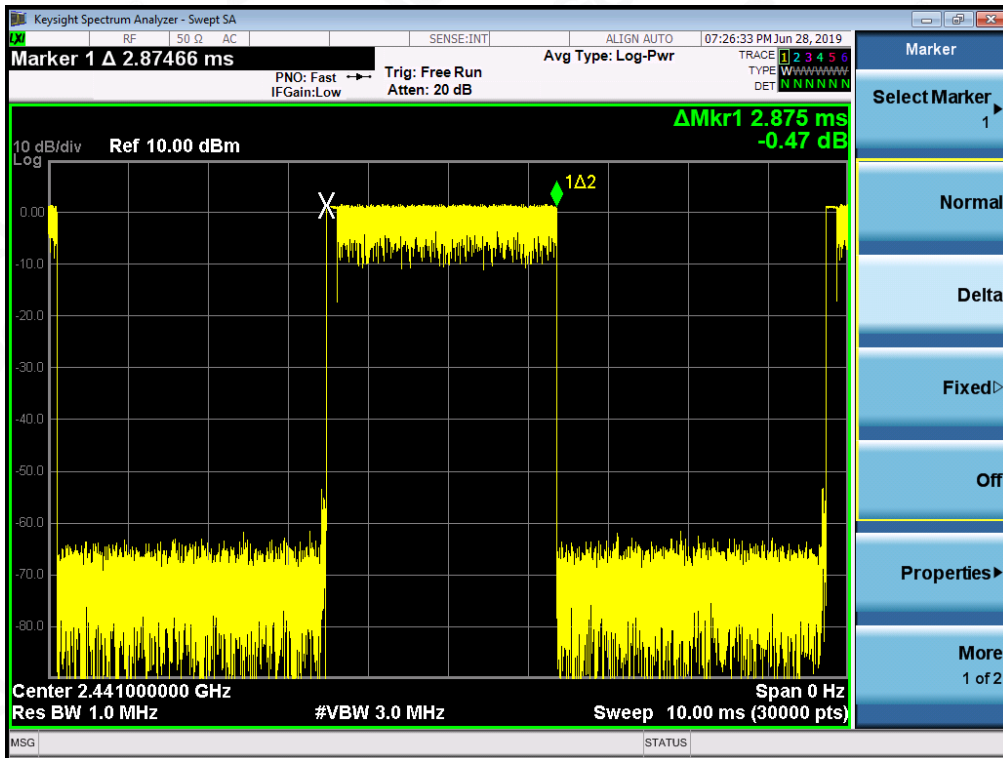 Keysight Spectrum Analyzer - Swept SA
LXI RF 50 Ω AC SENSE:INT ALIGN AUTO 07:26:33 PM Jun 28, 2019
Marker 1 Δ 2.87466 ms
PNO: Fast Trig: Free Run Avg Type: Log-Pwr TRACE 1 2 3 4 5 6
IFGain:Low Atten: 20 dB TYPE WWWWWW
DET N N N N N N
ΔMkr1 2.875 ms
-0.47 dB
10 dB/div Ref 10.00 dBm
Log
1Δ2
X
0.00
-10.0
-20.0
-30.0
-40.0
-50.0
-60.0
-70.0
-80.0
Center 2.441000000 GHz Span 0 Hz
Res BW 1.0 MHz #VBW 3.0 MHz Sweep 10.00 ms (30000 pts)
MSG STATUS
Marker
Select Marker
1
Normal
Delta
Fixed
Off
Properties
More
1 of 2